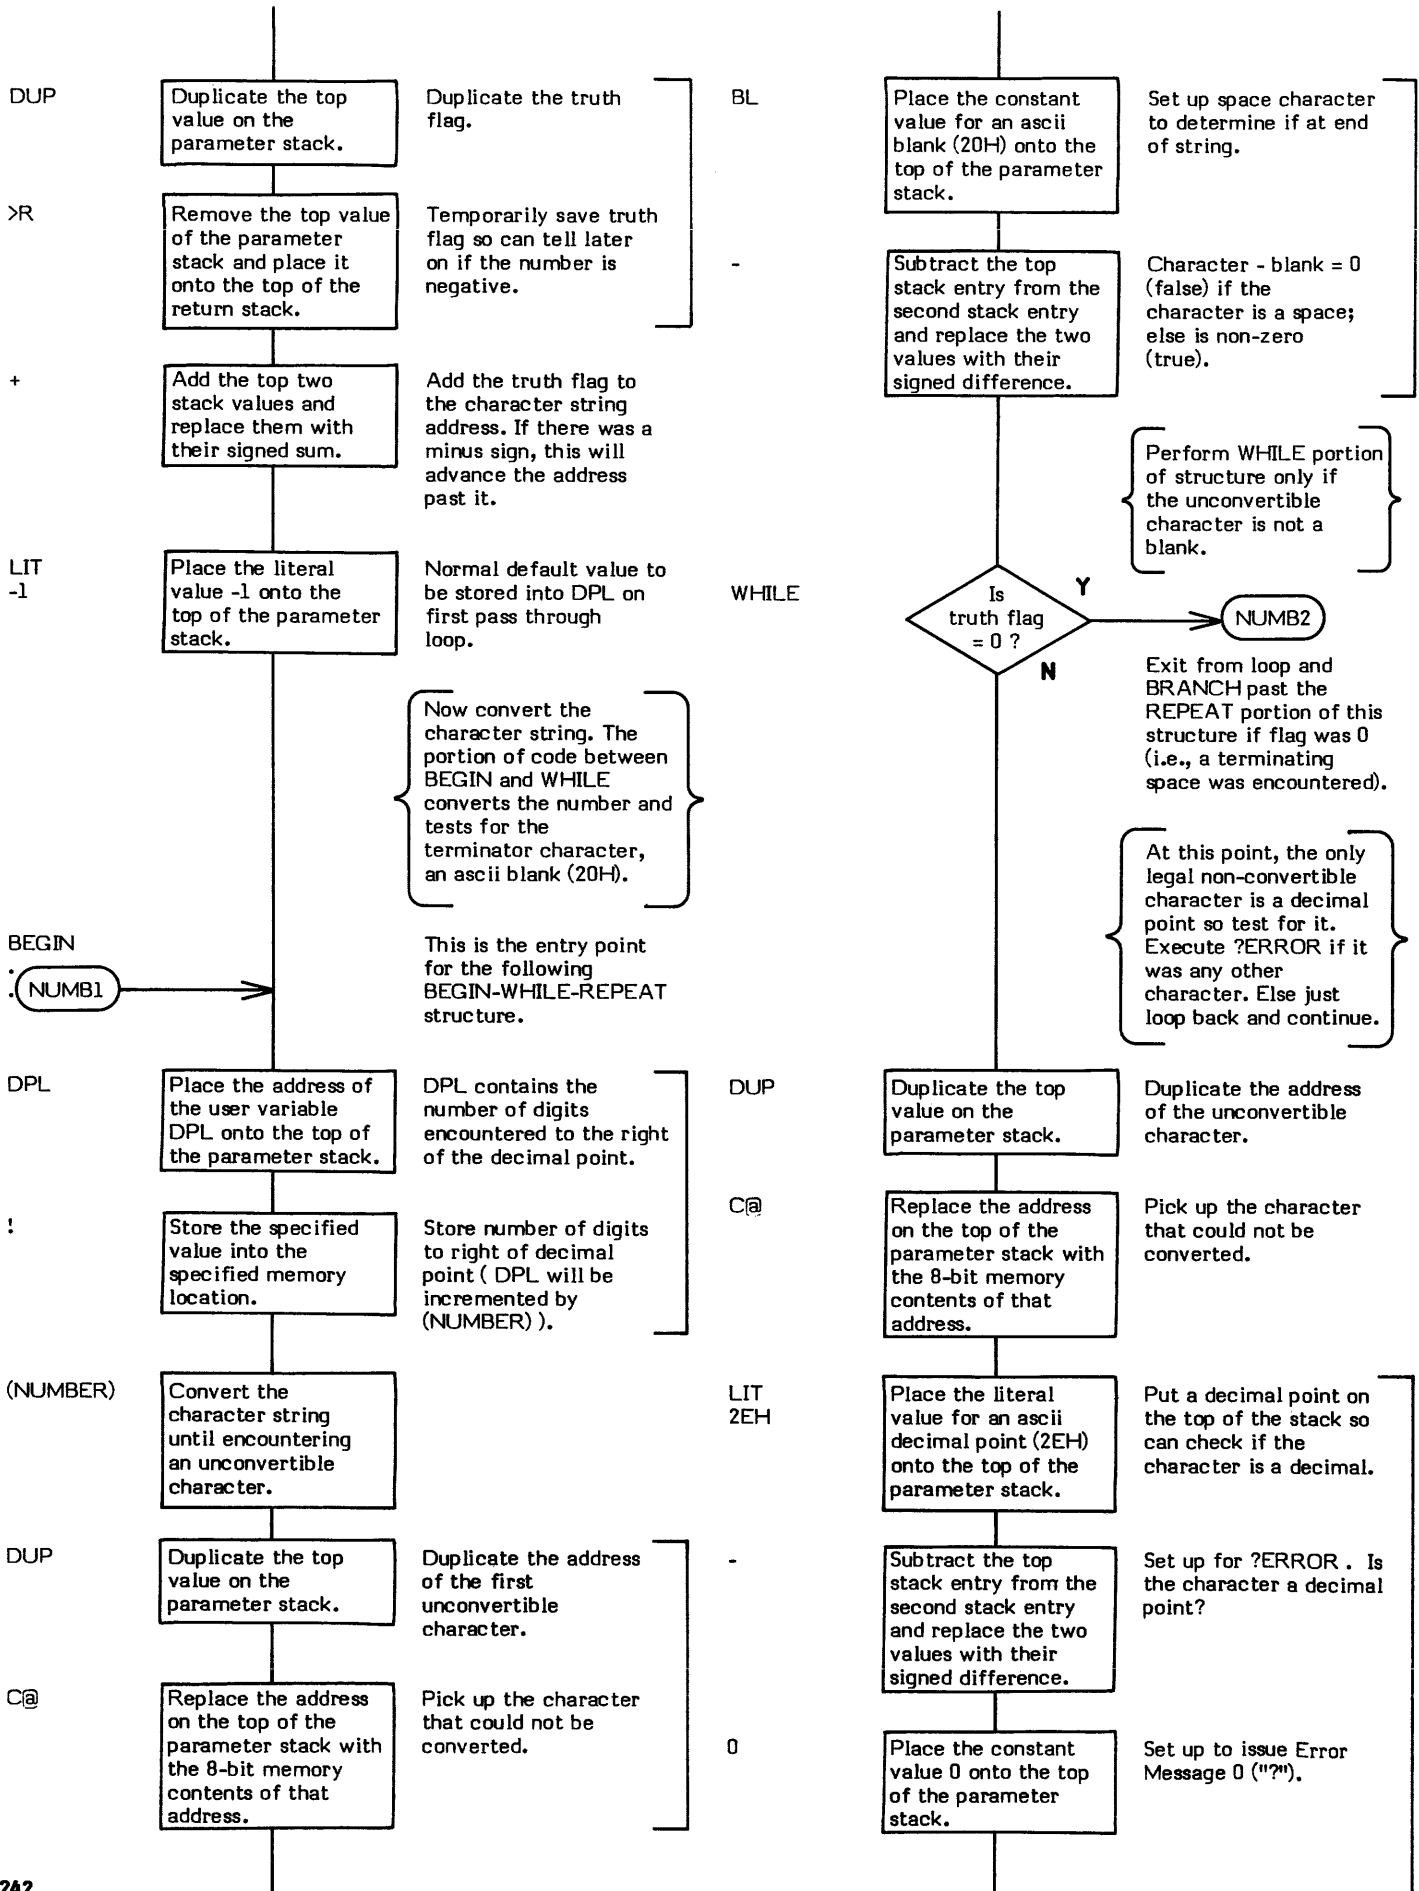 DUP
Duplicate the top
value on the
parameter stack.
Duplicate the truth
flag.
>R
Remove the top value
of the parameter
stack and place it
onto the top of the
return stack.
Temporarily save truth
flag so can tell later
on if the number is
negative.
+
Add the top two
stack values and
replace them with
their signed sum.
Add the truth flag to
the character string
address. If there was a
minus sign, this will
advance the address
past it.
LIT
-1
Place the literal
value -1 onto the
top of the parameter
stack.
Normal default value to
be stored into DPL on
first pass through
loop.
Now convert the
character string. The
portion of code between
BEGIN and WHILE
converts the number and
tests for the
terminator character,
an ascii blank (20H).
BEGIN
:
NUMB1
This is the entry point
for the following
BEGIN-WHILE-REPEAT
structure.
DPL
Place the address of
the user variable
DPL onto the top of
the parameter stack.
DPL contains the
number of digits
encountered to the right
of the decimal point.
!
Store the specified
value into the
specified memory
location.
Store number of digits
to right of decimal
point ( DPL will be
incremented by
(NUMBER) ).
(NUMBER)
Convert the
character string
until encountering
an unconvertible
character.
DUP
Duplicate the top
value on the
parameter stack.
Duplicate the address
of the first
unconvertible
character.
C@
Replace the address
on the top of the
parameter stack with
the 8-bit memory
contents of that
address.
Pick up the character
that could not be
converted.
242
BL
Place the constant
value for an ascii
blank (20H) onto the
top of the parameter
stack.
Set up space character
to determine if at end
of string.
-
Subtract the top
stack entry from the
second stack entry
and replace the two
values with their
signed difference.
Character - blank = 0
(false) if the
character is a space;
else is non-zero
(true).
Perform WHILE portion
of structure only if
the unconvertible
character is not a
blank.
WHILE
Is
truth flag
= 0 ?
Y
N
NUMB2
Exit from loop and
BRANCH past the
REPEAT portion of this
structure if flag was 0
(i.e., a terminating
space was encountered).
At this point, the only
legal non-convertible
character is a decimal
point so test for it.
Execute ?ERROR if it
was any other
character. Else just
loop back and continue.
DUP
Duplicate the top
value on the
parameter stack.
Duplicate the address
of the unconvertible
character.
C@
Replace the address
on the top of the
parameter stack with
the 8-bit memory
contents of that
address.
Pick up the character
that could not be
converted.
LIT
2EH
Place the literal
value for an ascii
decimal point (2EH)
onto the top of the
parameter stack.
Put a decimal point on
the top of the stack so
can check if the
character is a decimal.
-
Subtract the top
stack entry from the
second stack entry
and replace the two
values with their
signed difference.
Set up for ?ERROR . Is
the character a decimal
point?
0
Place the constant
value 0 onto the top
of the parameter
stack.
Set up to issue Error
Message 0 ("?").